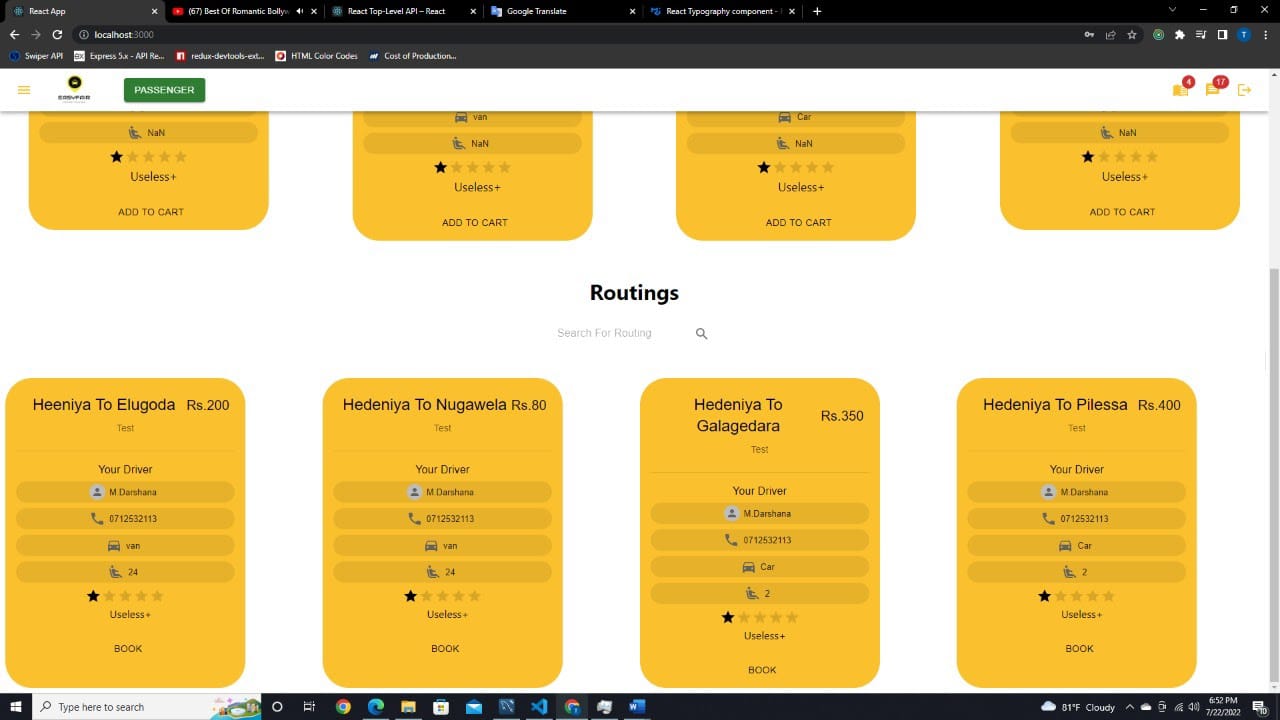 React App
(67) Best Of Romantic Bollyw
React Top-Level API – React
Google Translate
React Typography component - M
localhost:3000
Swiper API
Express 5.x - API Re...
redux-devtools-ext...
HTML Color Codes
Cost of Production...
EASYFAIR
PASSENGER
4
17
NaN
Useless+
ADD TO CART
van
NaN
Useless+
ADD TO CART
Car
NaN
Useless+
ADD TO CART
NaN
Useless+
ADD TO CART
Routings
Search For Routing
Heeniya To Elugoda Rs.200
Test
Your Driver
M.Darshana
0712532113
van
24
Useless+
BOOK
Hedeniya To Nugawela Rs.80
Test
Your Driver
M.Darshana
0712532113
van
24
Useless+
BOOK
Hedeniya To
Galagedara
Rs.350
Test
Your Driver
M.Darshana
0712532113
Car
2
Useless+
BOOK
Hedeniya To Pilessa Rs.400
Test
Your Driver
M.Darshana
0712532113
Car
2
Useless+
BOOK
Type here to search
81°F Cloudy
6:52 PM
7/22/2022
10